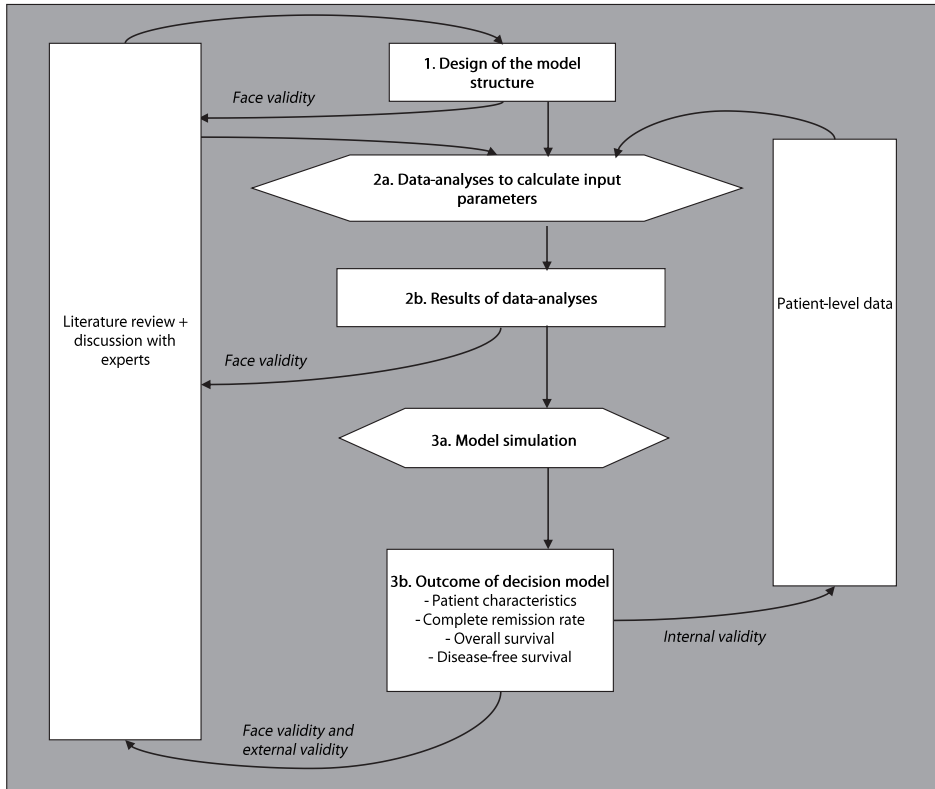 1. Design of the model
structure
Face validity
2a. Data-analyses to calculate input
parameters
2b. Results of data-analyses
Patient-level data
Literature review +
discussion with
experts
Face validity
3a. Model simulation
3b. Outcome of decision model
- Patient characteristics
- Complete remission rate
- Overall survival
- Disease-free survival
Internal validity
Face validity and
external validity